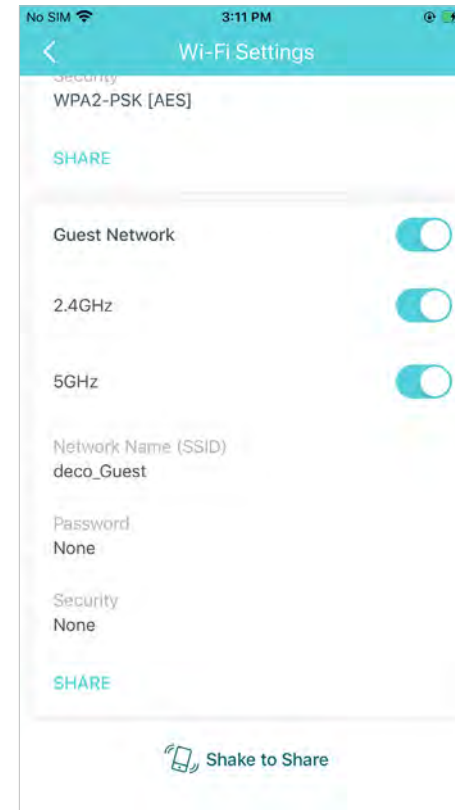 No SIM 3:11 PM
Wi-Fi Settings
Security
WPA2-PSK [AES]
SHARE
Guest Network
2.4GHz
5GHz
Network Name (SSID)
deco_Guest
Password
None
Security
None
SHARE
Shake to Share